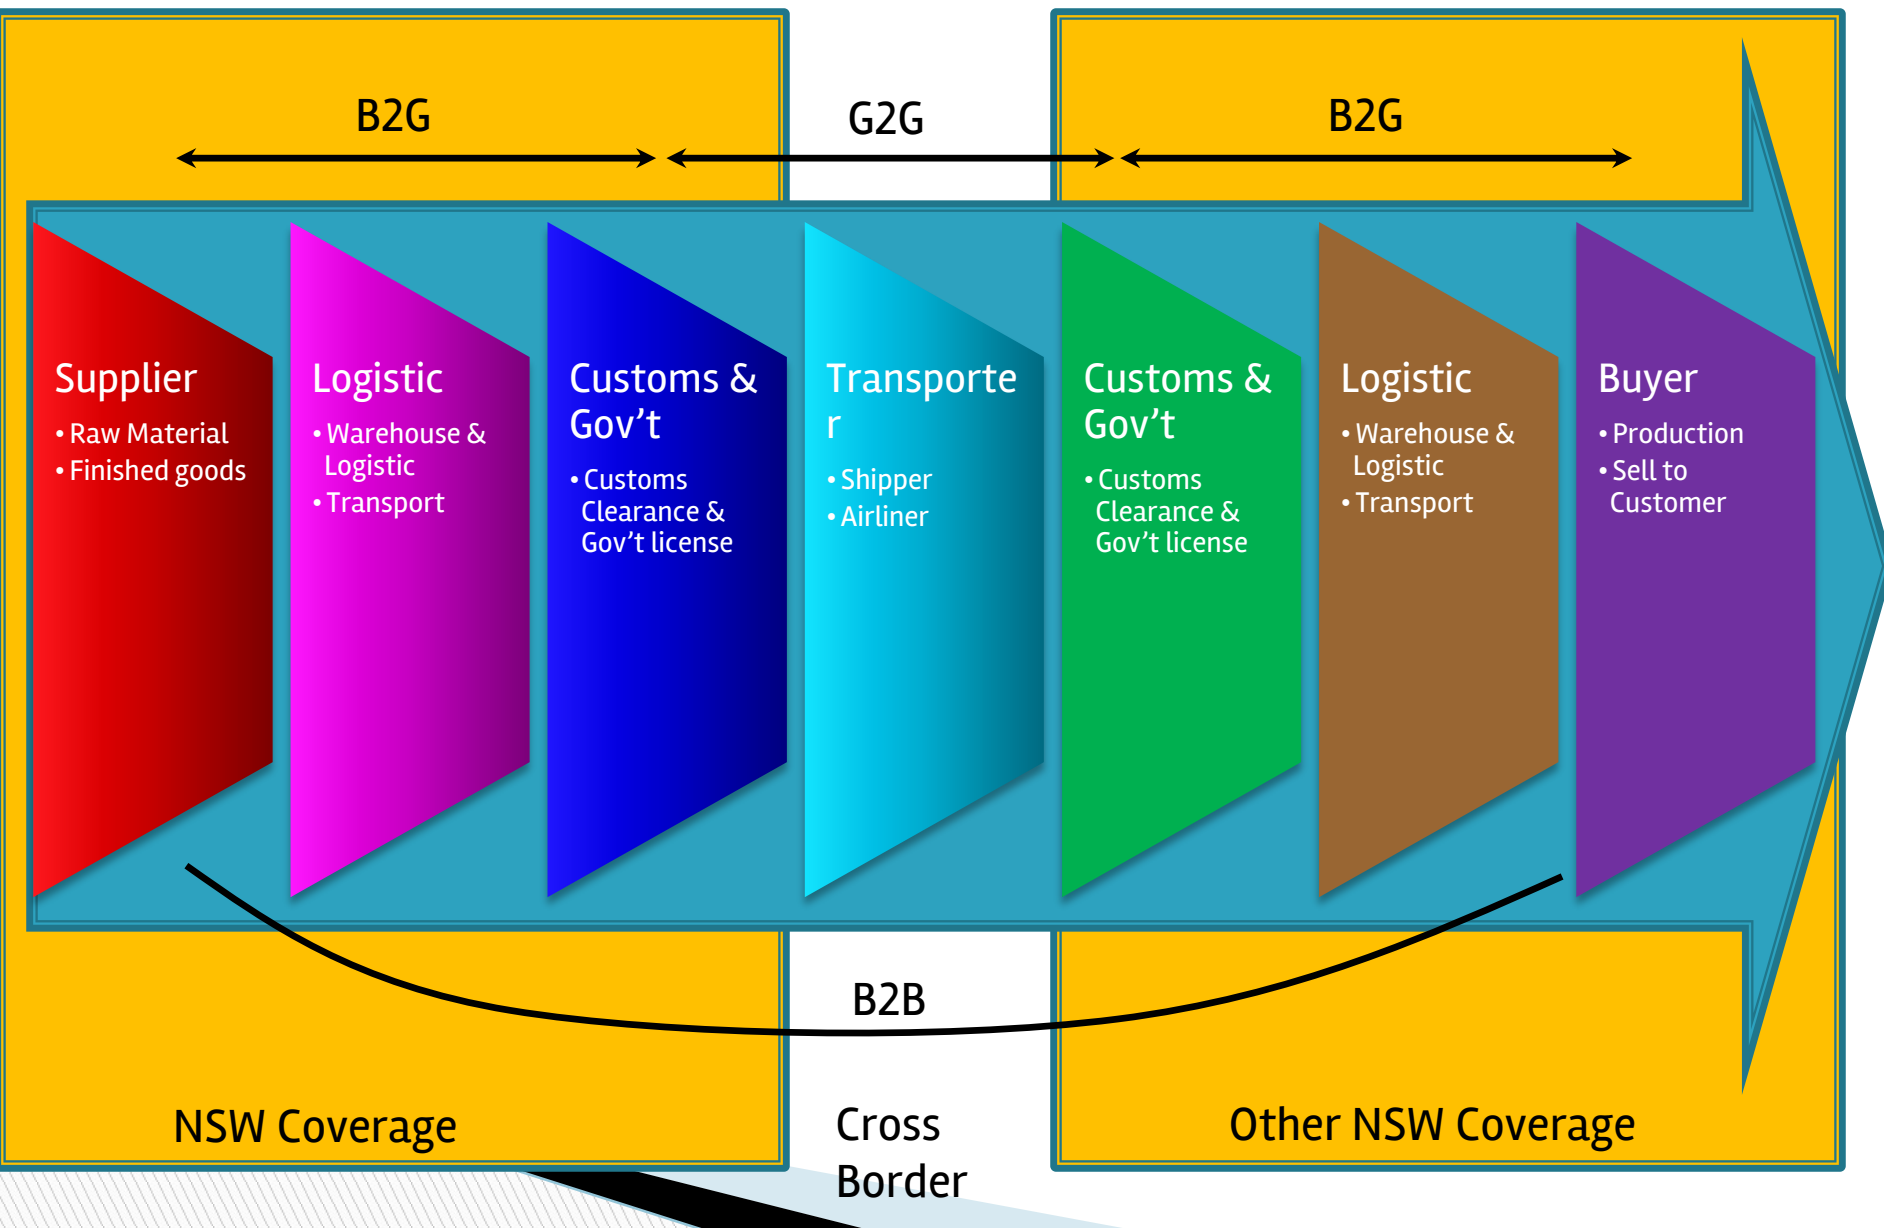 B2G
G2G
B2G
Supplier
• Raw Material
• Finished goods
Logistic
• Warehouse &
Logistic
• Transport
Customs &
Gov’t
• Customs
Clearance &
Gov’t license
Transporte
r
• Shipper
• Airliner
Customs &
Gov’t
• Customs
Clearance &
Gov’t license
Logistic
• Warehouse &
Logistic
• Transport
Buyer
• Production
• Sell to
Customer
B2B
NSW Coverage
Cross
Border
Other NSW Coverage